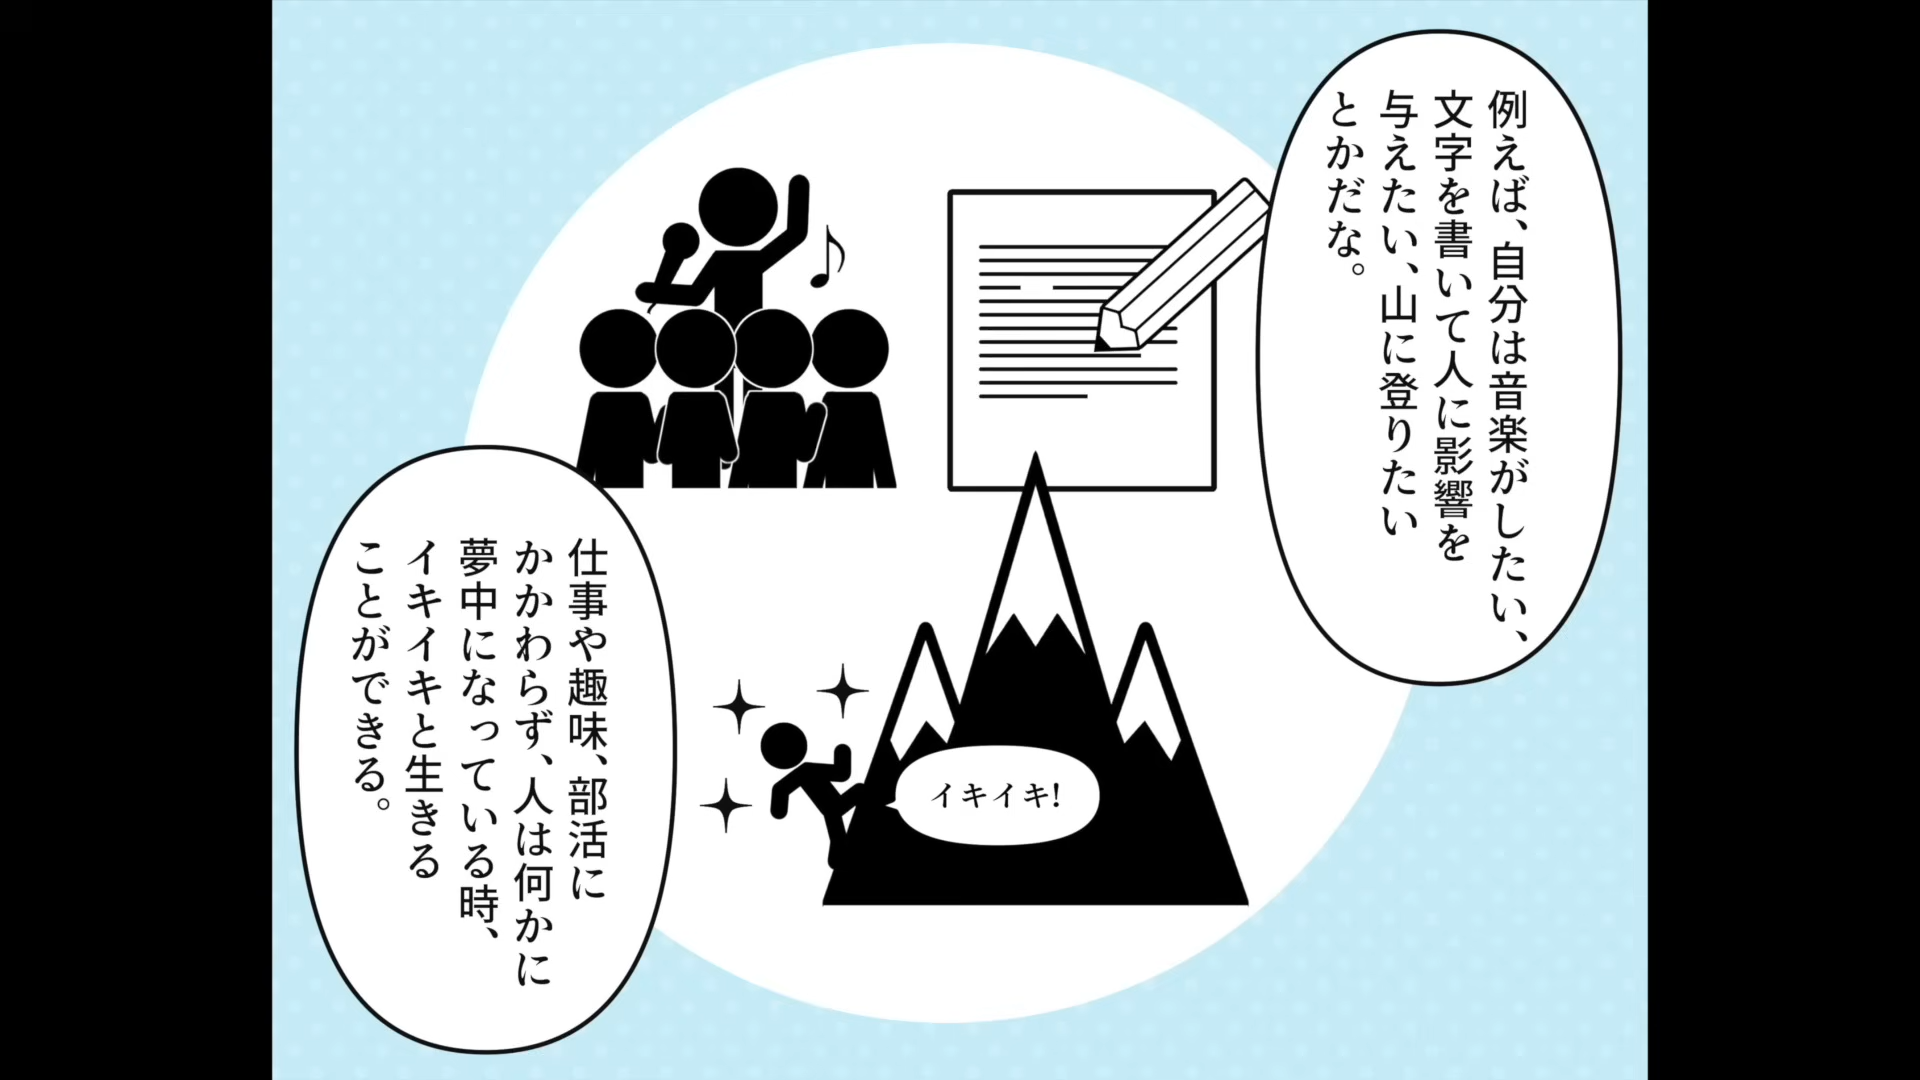 例えば、自分は音楽がしたい、
文字を書いて人に影響を
与えたい、山に登りたい
とかだな。
仕事や趣味、部活に
かかわらず、人は何かに
夢中になっている時、
イキイキと生きる
ことができる。
イキイキ!